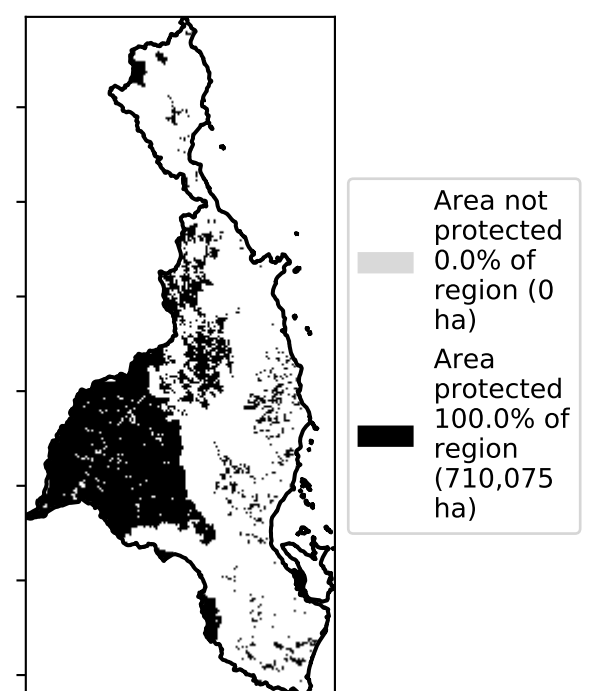 Area not
protected
0.0% of
region (0
ha)
Area
protected
100.0% of
region
(710,075
ha)